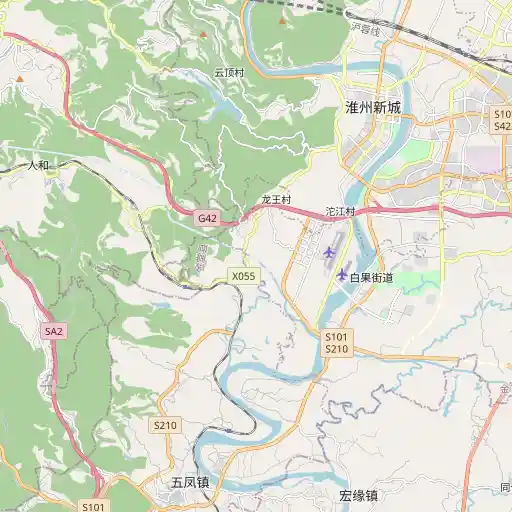 沪蓉线
云顶村
淮州新城
S101
S42
人和
龙王村
沱江村
G42
X055
白果街道
SA2
S101
S210
S210
五凤镇
宏缘镇
S101